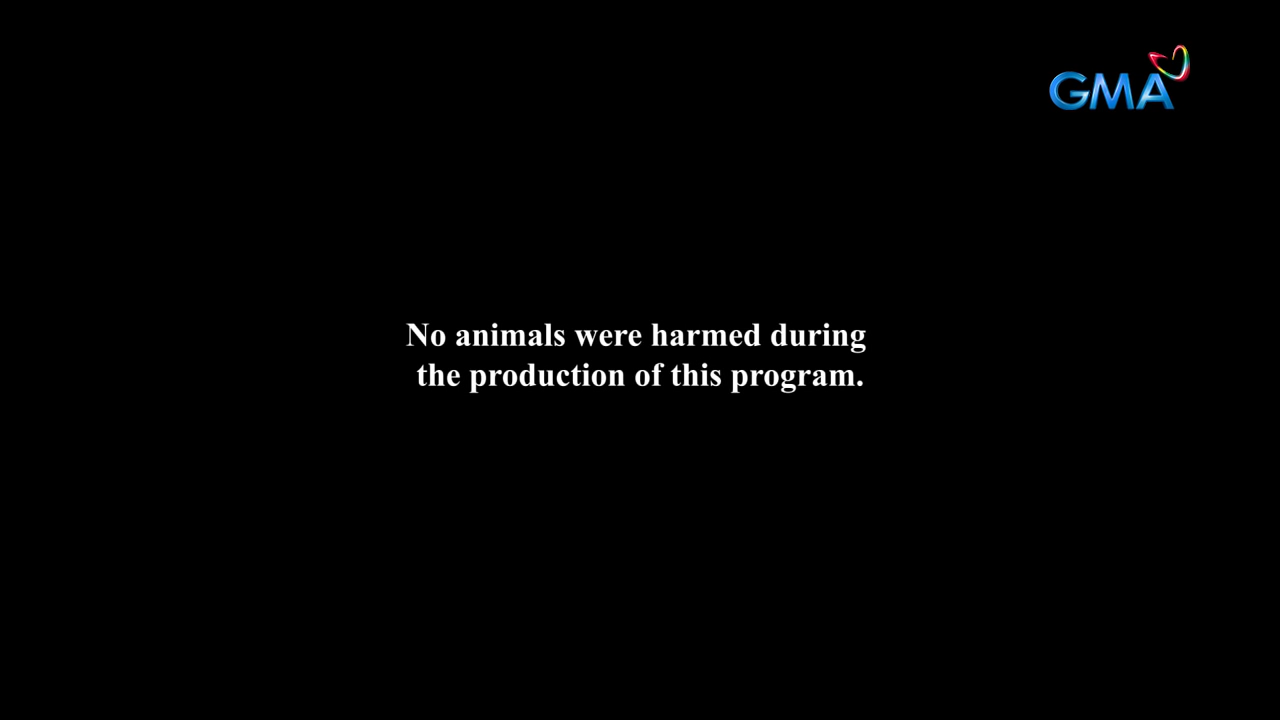 GMA
No animals were harmed during
the production of this program.